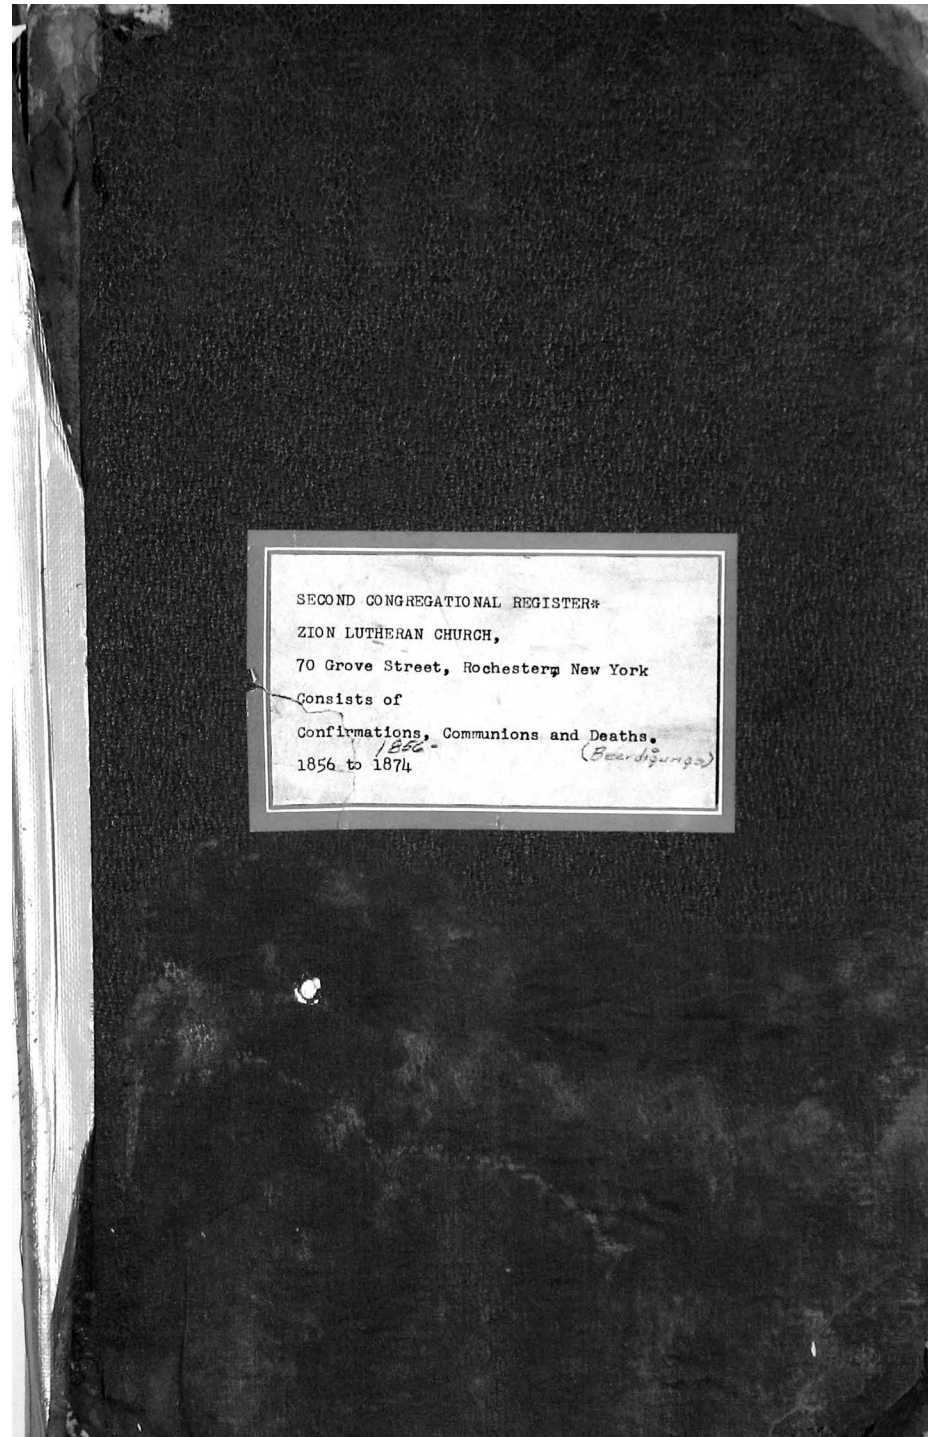 SECOND CONGREGATIONAL REGISTER*
ZION LUTHERAN CHURCH,
70 Grove Street, Rochester, New York
Consists of
Confirmations, Communions and Deaths.
1856 - (Beerdigungs)
1856 to 1874